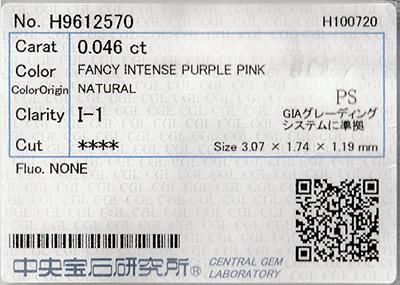 No. H9612570 H100720
Carat 0.046 ct
Color FANCY INTENSE PURPLE PINK
ColorOrigin NATURAL
Clarity I-1
PS
GIAグレーディング
システムに準拠
Cut **** Size 3.07 × 1.74 × 1.19 mm
Fluo. NONE
中央宝石研究所® CENTRAL GEM
LABORATORY